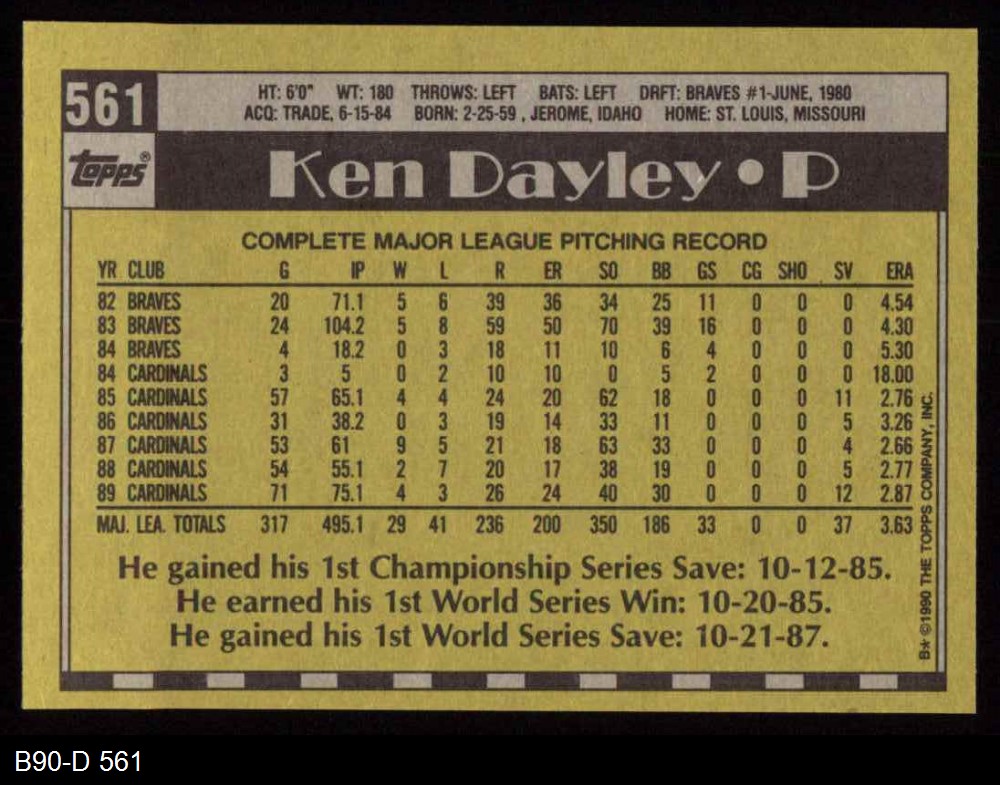 561
HT: 6'0" WT: 180 THROWS: LEFT BATS: LEFT DRFT: BRAVES #1-JUNE, 1980
ACQ: TRADE, 6-15-84 BORN: 2-25-59 , JEROME, IDAHO HOME: ST. LOUIS, MISSOURI
topps®
Ken Dayley • P
COMPLETE MAJOR LEAGUE PITCHING RECORD
YR CLUB G IP W L R ER SO BB GS CG SHO SV ERA
82 BRAVES 20 71.1 5 6 39 36 34 25 11 0 0 0 4.54
83 BRAVES 24 104.2 5 8 59 50 70 39 16 0 0 0 4.30
84 BRAVES 4 18.2 0 3 18 11 10 6 4 0 0 0 5.30
84 CARDINALS 3 5 0 2 10 10 0 5 2 0 0 0 18.00
85 CARDINALS 57 65.1 4 4 24 20 62 18 0 0 0 11 2.76
86 CARDINALS 31 38.2 0 3 19 14 33 11 0 0 0 5 3.26
87 CARDINALS 53 61 9 5 21 18 63 33 0 0 0 4 2.66
88 CARDINALS 54 55.1 2 7 20 17 38 19 0 0 0 5 2.77
89 CARDINALS 71 75.1 4 3 26 24 40 30 0 0 0 12 2.87
MAJ. LEA. TOTALS 317 495.1 29 41 236 200 350 186 33 0 0 37 3.63
He gained his 1st Championship Series Save: 10-12-85.
He earned his 1st World Series Win: 10-20-85.
He gained his 1st World Series Save: 10-21-87.
B* ©1990 THE TOPPS COMPANY, INC.
B90-D 561